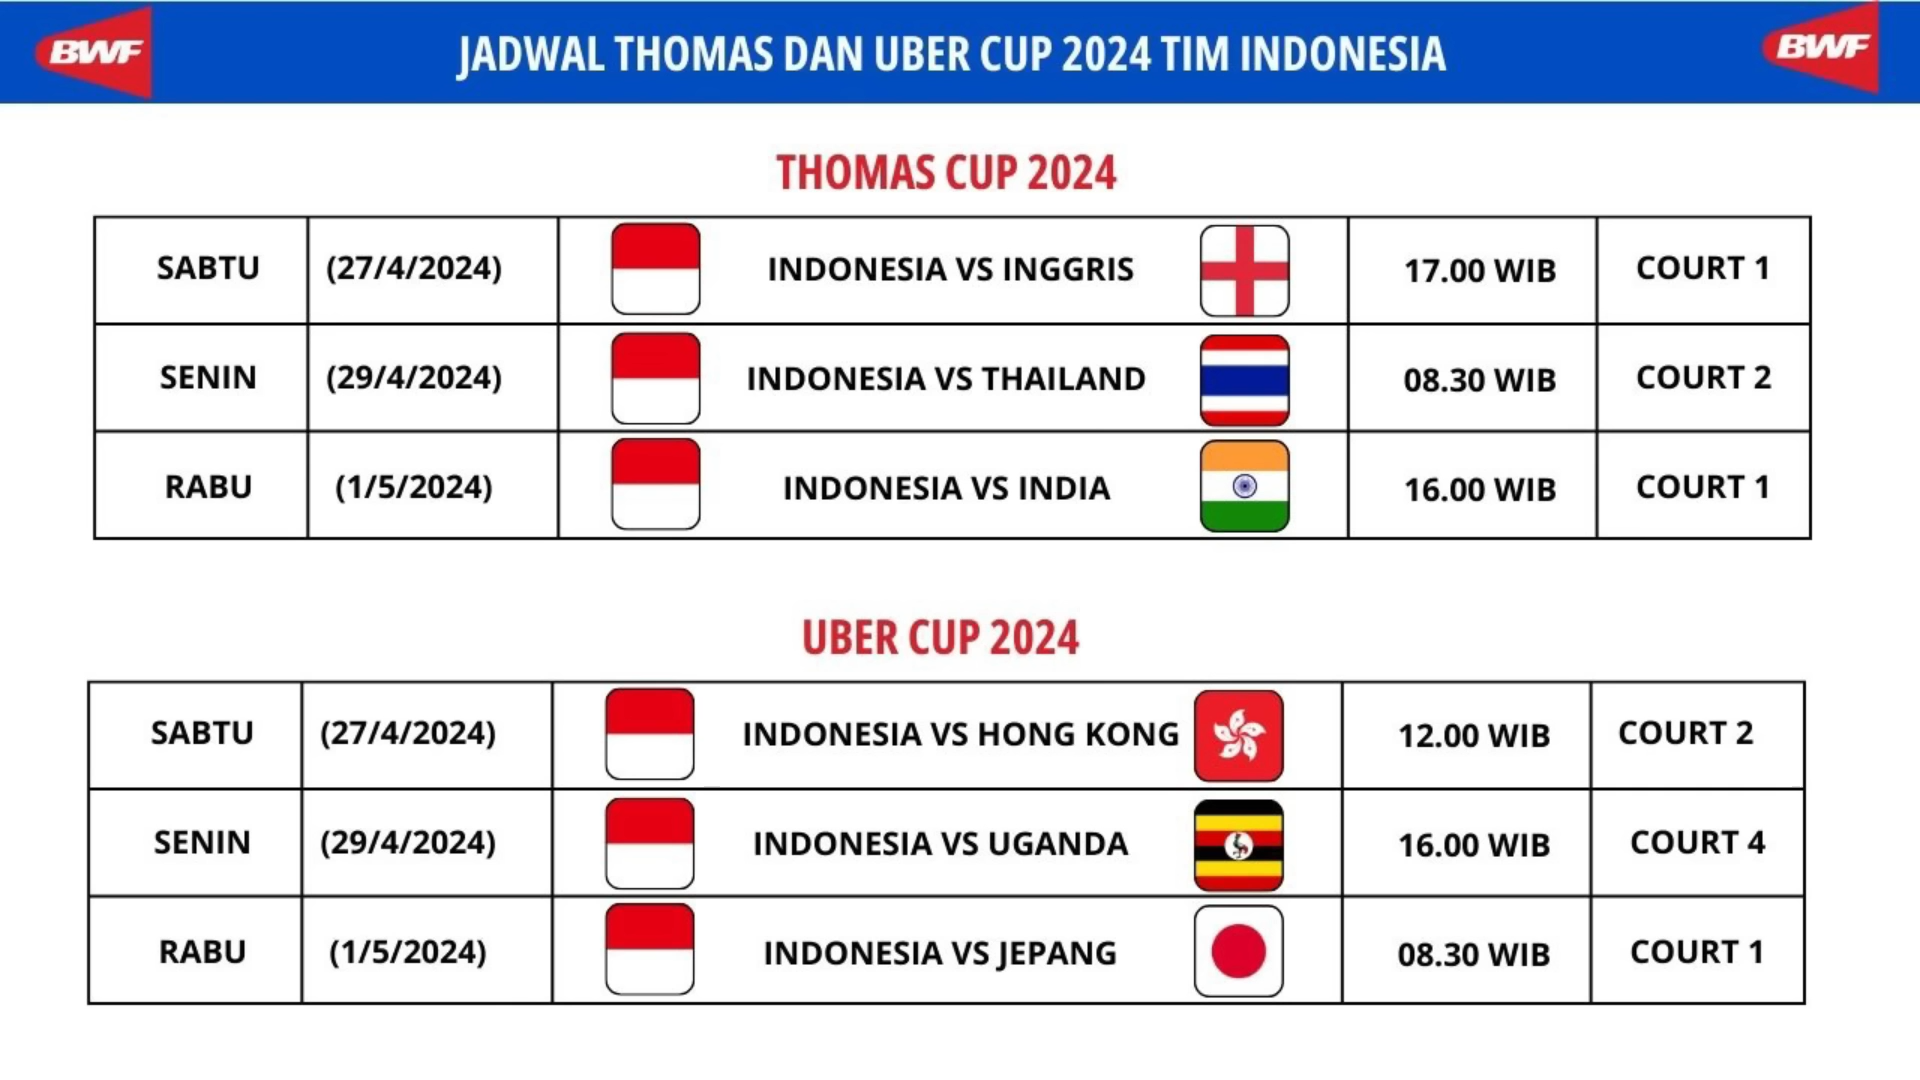 BWF JADWAL THOMAS DAN UBER CUP 2024 TIM INDONESIA BWF
THOMAS CUP 2024
SABTU (27/4/2024) INDONESIA VS INGGRIS 17.00 WIB COURT 1
SENIN (29/4/2024) INDONESIA VS THAILAND 08.30 WIB COURT 2
RABU (1/5/2024) INDONESIA VS INDIA 16.00 WIB COURT 1
UBER CUP 2024
SABTU (27/4/2024) INDONESIA VS HONG KONG 12.00 WIB COURT 2
SENIN (29/4/2024) INDONESIA VS UGANDA 16.00 WIB COURT 4
RABU (1/5/2024) INDONESIA VS JEPANG 08.30 WIB COURT 1